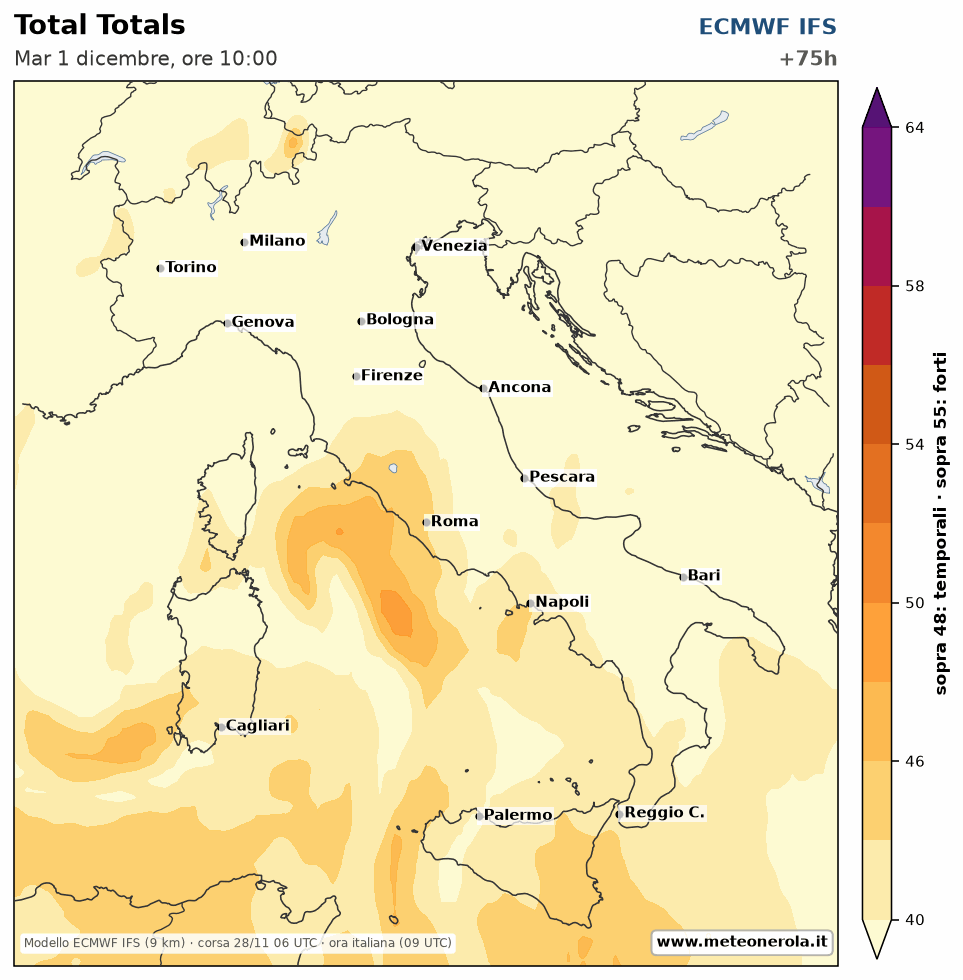 Total Totals
ECMWF IFS
Mar 1 dicembre, ore 10:00
+75h
Milano
Venezia
Torino
Genova
Bologna
Firenze
Ancona
Pescara
Roma
Bari
Napoli
Cagliari
Palermo
Reggio C.
64
58
54
50
46
40
sopra 48: temporali · sopra 55: forti
Modello ECMWF IFS (9 km) · corsa 28/11 06 UTC · ora italiana (09 UTC)
www.meteonerola.it